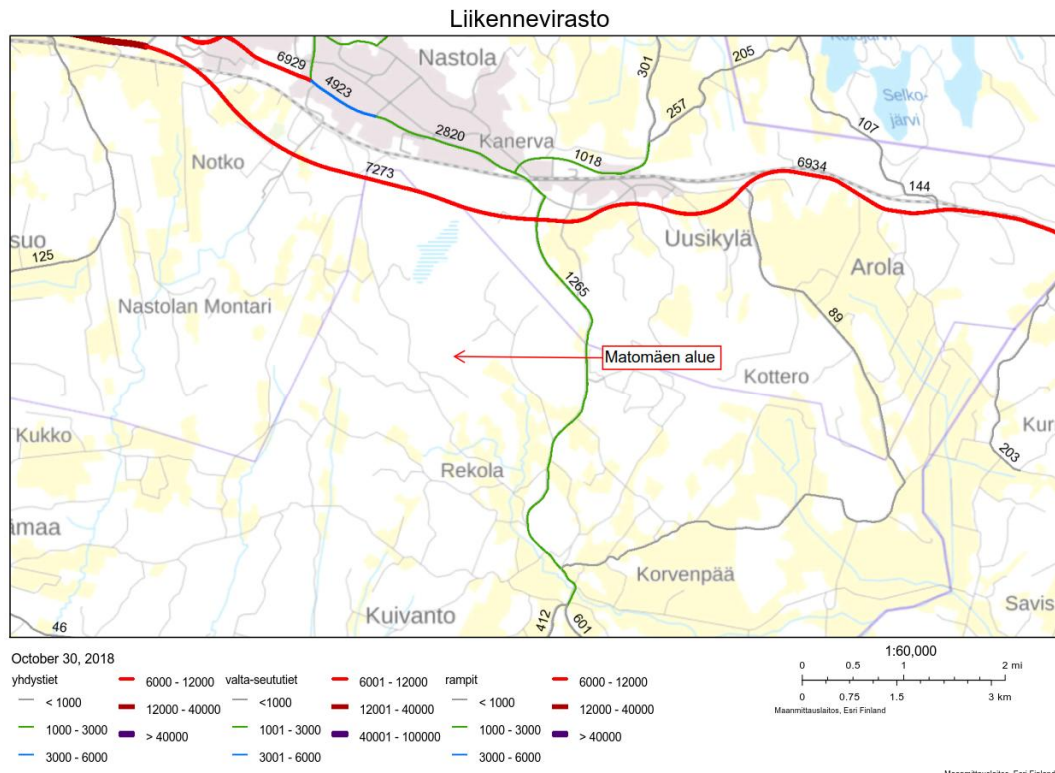 Liikennevirasto
6929
Nastola
301
205
Kotojärvi
4923
257
Selko-
järvi
2820
Kanerva
107
Notko
1018
6934
7273
144
suo
Uusikylä
125
Arola
1265
Nastolan Montari
89
Matomäen alue
Kottero
Kukko
Kur
Rekola
203
ämaa
Korvenpää
Kuivanto
Savis
46
412
601
October 30, 2018
yhdystiet
< 1000
1000 - 3000
3000 - 6000
6000 - 12000
12000 - 40000
> 40000
valta-seututiet
<1000
1001 - 3000
3001 - 6000
6001 - 12000
12001 - 40000
40001 - 100000
rampit
< 1000
1000 - 3000
3000 - 6000
6000 - 12000
12000 - 40000
> 40000
1:60,000
0 0.5 1 2 mi
0 0.75 1.5 3 km
Maanmittauslaitos, Esri Finland
Maanmittauslaitos, Esri Finland